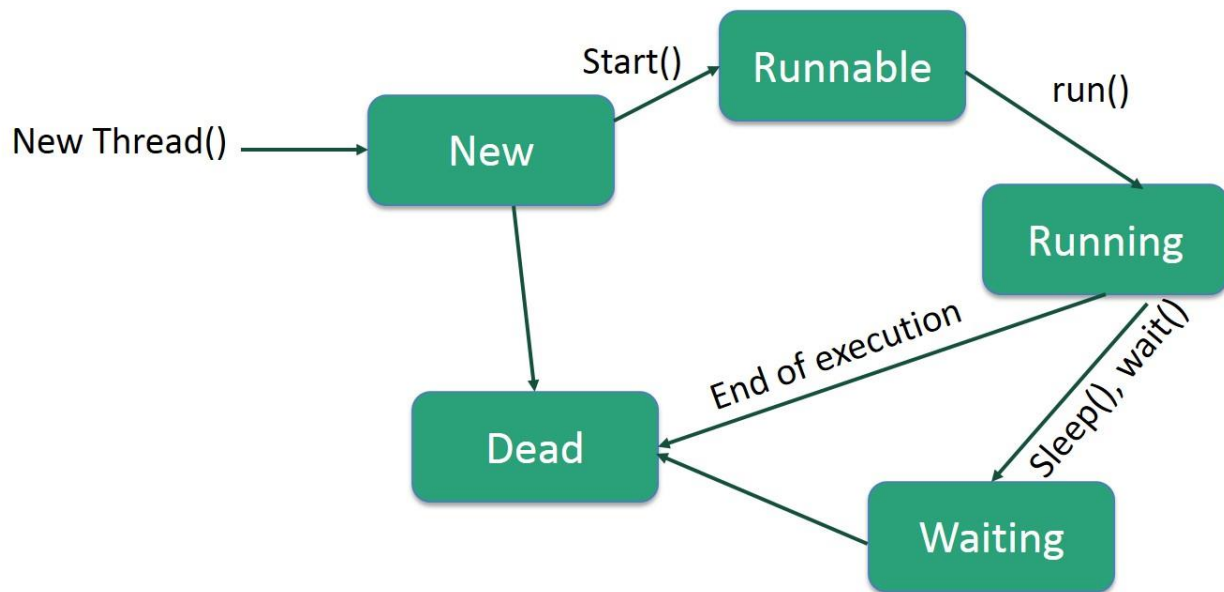 Start()
Runnable
run()
New Thread()
New
Running
End of execution
Sleep(), wait()
Dead
Waiting